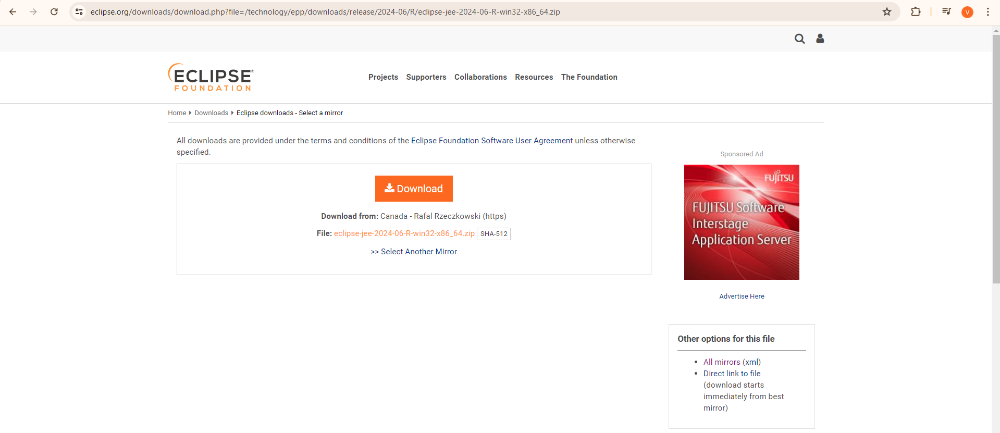 eclipse.org/downloads/download.php?file=/technology/epp/downloads/release/2024-06/R/eclipse-jee-2024-06-R-win32-x86_64.zip
V
ECLIPSE®
FOUNDATION
Projects Supporters Collaborations Resources The Foundation
Home Downloads Eclipse downloads - Select a mirror
All downloads are provided under the terms and conditions of the Eclipse Foundation Software User Agreement unless otherwise
specified.
Download
Download from: Canada - Rafal Rzeczkowski (https)
File: eclipse-jee-2024-06-R-win32-x86_64.zip SHA-512
>> Select Another Mirror
Sponsored Ad
FUJITSU
FUJITSU Software
Interstage
Application Server
Advertise Here
Other options for this file
All mirrors (xml)
Direct link to file
(download starts
immediately from best
mirror)